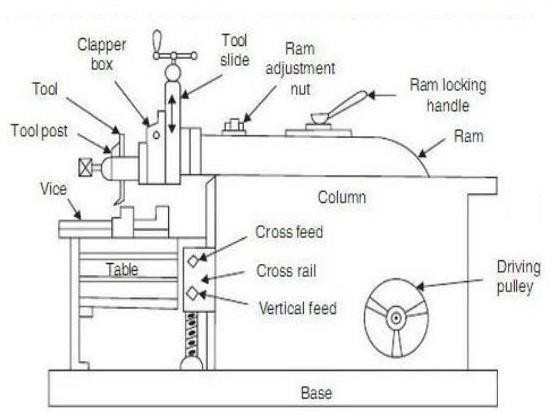 Clapper
box
Tool
slide
Ram
adjustment
nut
Ram locking
handle
Tool
Tool post
Ram
Vice
Column
Cross feed
Table
Cross rail
Driving
pulley
Vertical feed
Base